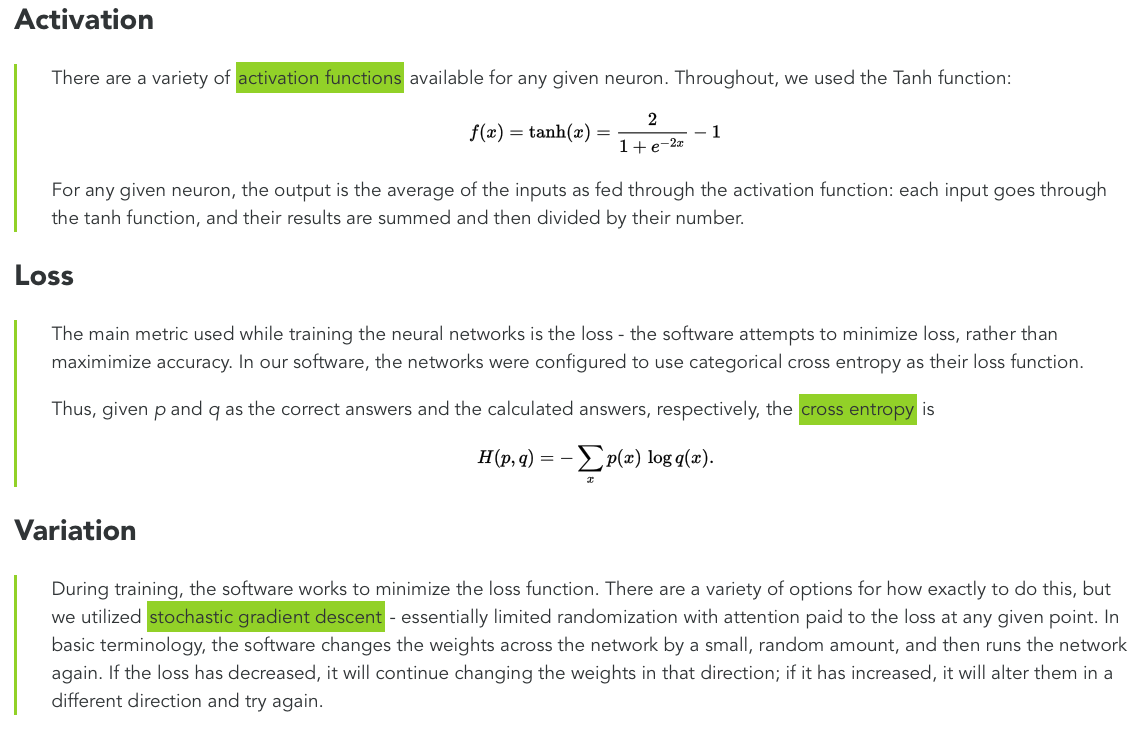 Activation
There are a variety of activation functions available for any given neuron. Throughout, we used the Tanh function:
f(x) = tanh(x) = 2 / (1 + e^{-2x}) − 1
For any given neuron, the output is the average of the inputs as fed through the activation function: each input goes through
the tanh function, and their results are summed and then divided by their number.
Loss
The main metric used while training the neural networks is the loss - the software attempts to minimize loss, rather than
maximimize accuracy. In our software, the networks were configured to use categorical cross entropy as their loss function.
Thus, given p and q as the correct answers and the calculated answers, respectively, the cross entropy is
H(p, q) = − ∑_x p(x) log q(x).
Variation
During training, the software works to minimize the loss function. There are a variety of options for how exactly to do this, but
we utilized stochastic gradient descent - essentially limited randomization with attention paid to the loss at any given point. In
basic terminology, the software changes the weights across the network by a small, random amount, and then runs the network
again. If the loss has decreased, it will continue changing the weights in that direction; if it has increased, it will alter them in a
different direction and try again.